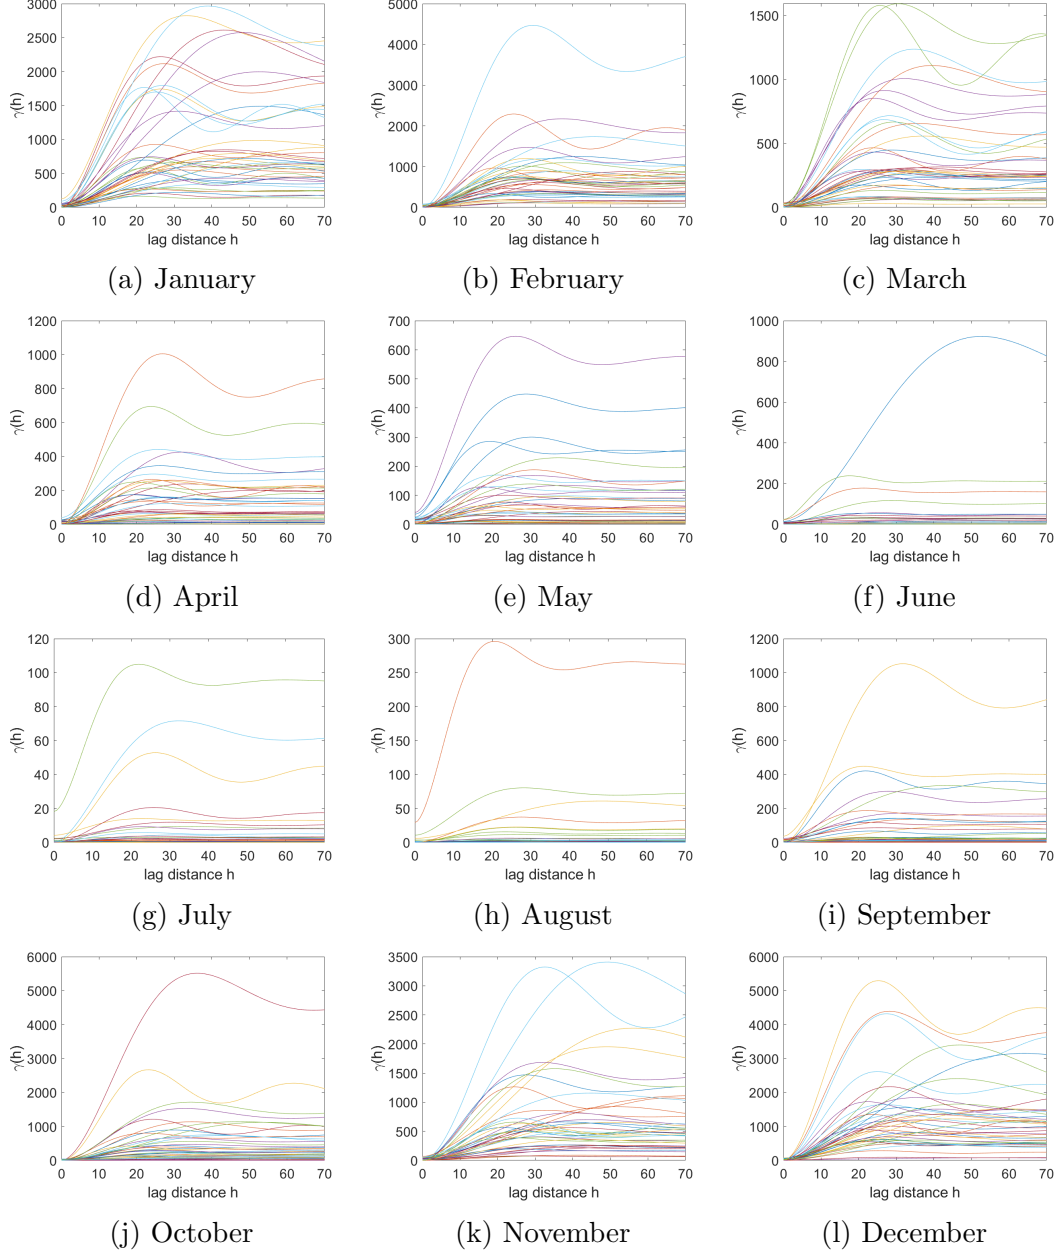 3000
2500
2000
1500
1000
500
0
γ(h)
0 10 20 30 40 50 60 70
lag distance h
(a) January
5000
4000
3000
2000
1000
0
γ(h)
0 10 20 30 40 50 60 70
lag distance h
(b) February
1500
1000
500
0
γ(h)
0 10 20 30 40 50 60 70
lag distance h
(c) March
1200
1000
800
600
400
200
0
γ(h)
0 10 20 30 40 50 60 70
lag distance h
(d) April
700
600
500
400
300
200
100
0
γ(h)
0 10 20 30 40 50 60 70
lag distance h
(e) May
1000
800
600
400
200
0
γ(h)
0 10 20 30 40 50 60 70
lag distance h
(f) June
120
100
80
60
40
20
0
γ(h)
0 10 20 30 40 50 60 70
lag distance h
(g) July
300
250
200
150
100
50
0
γ(h)
0 10 20 30 40 50 60 70
lag distance h
(h) August
1200
1000
800
600
400
200
0
γ(h)
0 10 20 30 40 50 60 70
lag distance h
(i) September
6000
5000
4000
3000
2000
1000
0
γ(h)
0 10 20 30 40 50 60 70
lag distance h
(j) October
3500
3000
2500
2000
1500
1000
500
0
γ(h)
0 10 20 30 40 50 60 70
lag distance h
(k) November
6000
5000
4000
3000
2000
1000
0
γ(h)
0 10 20 30 40 50 60 70
lag distance h
(l) December